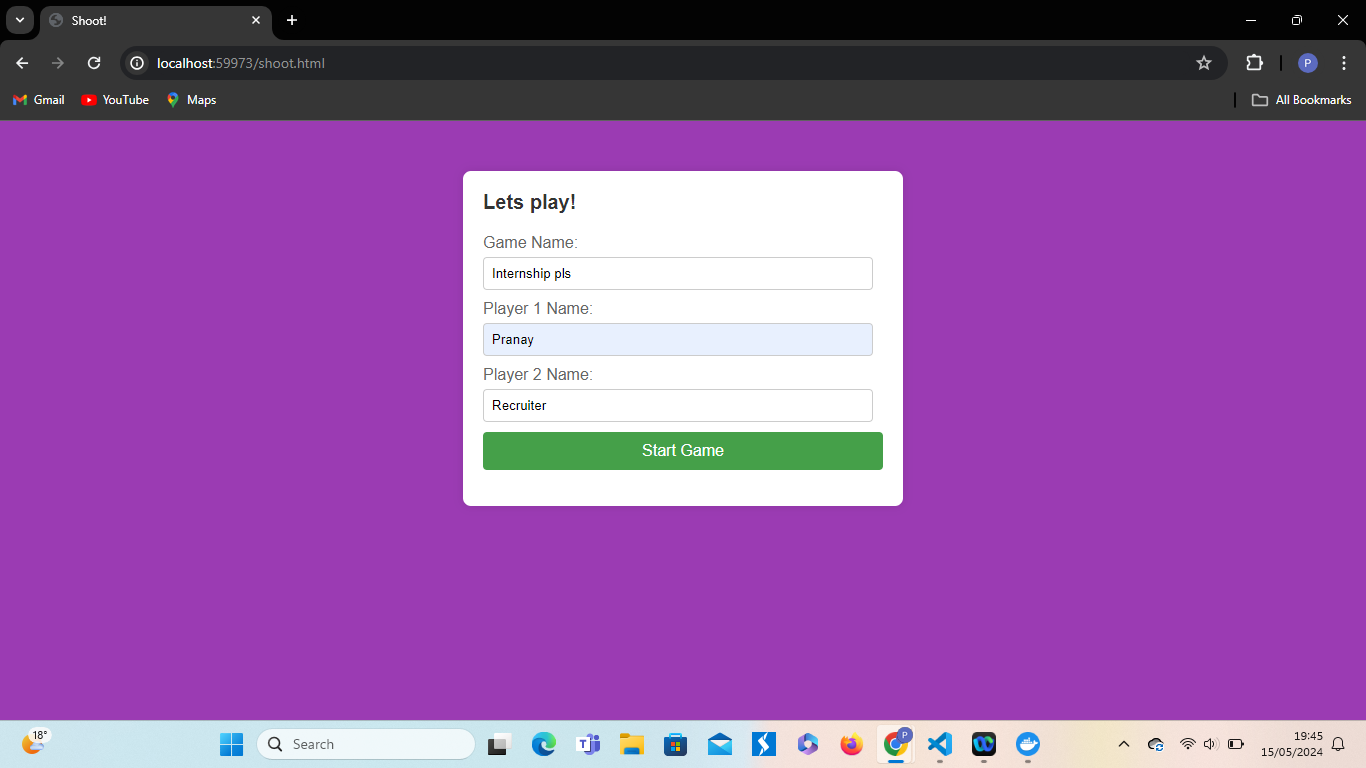 Shoot!
localhost:59973/shoot.html
P
Gmail
YouTube
Maps
All Bookmarks
Lets play!
Game Name:
Internship pls
Player 1 Name:
Pranay
Player 2 Name:
Recruiter
Start Game
18°
Search
P
19:45
15/05/2024